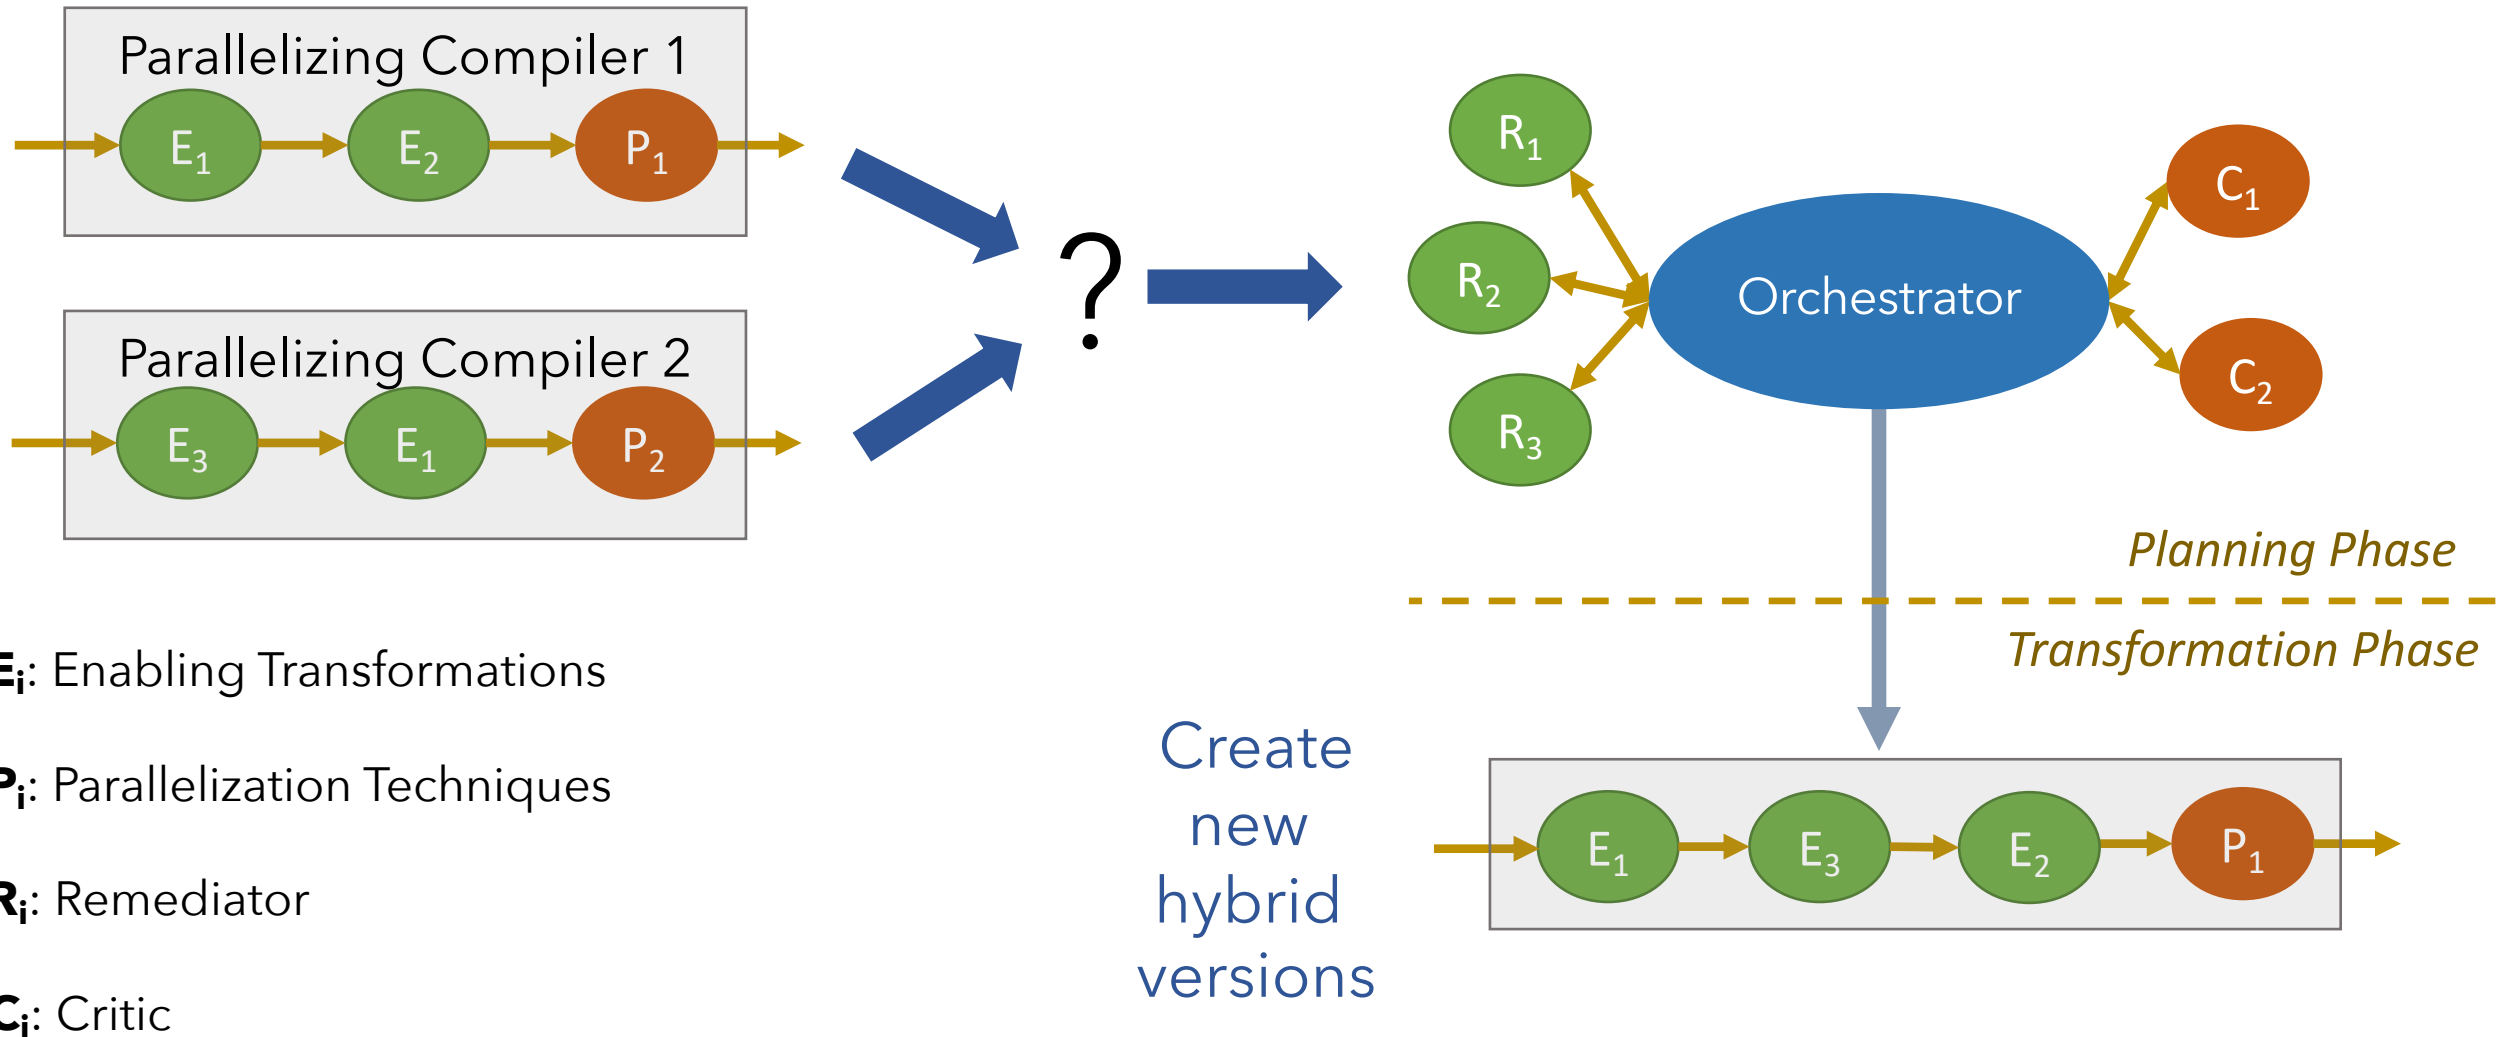 Parallelizing Compiler 1
E1
E2
P1
Parallelizing Compiler 2
E3
E1
P2
?
R1
R2
R3
Orchestrator
C1
C2
Planning Phase
Transformation Phase
Ei: Enabling Transformations
Pi: Parallelization Techniques
Ri: Remediator
Ci: Critic
Create
new
hybrid
versions
E1
E3
E2
P1